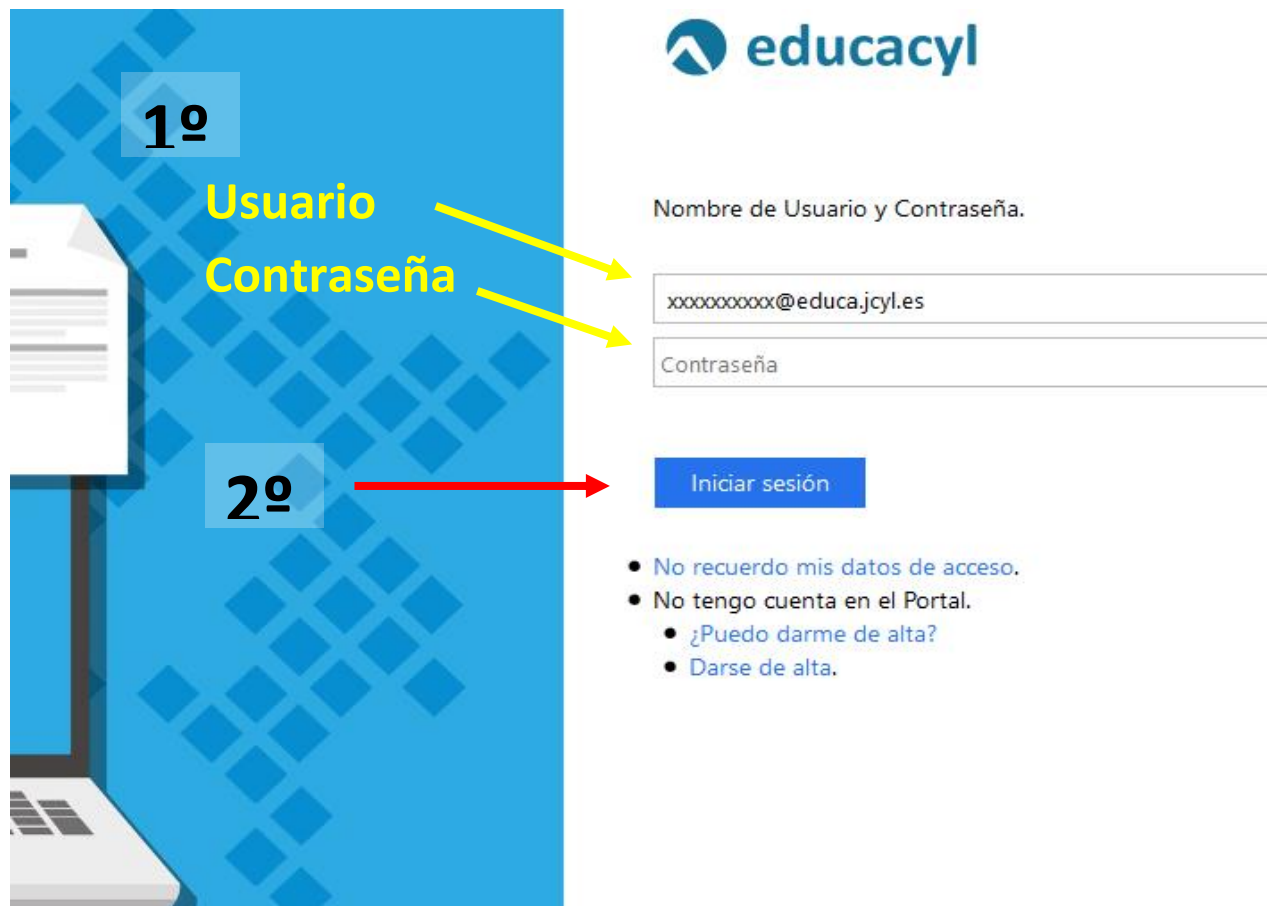 educacyl
1º
Usuario
Contraseña
Nombre de Usuario y Contraseña.
xxxxxxxxxx@educa.jcyl.es
Contraseña
2º
Iniciar sesión
No recuerdo mis datos de acceso.
No tengo cuenta en el Portal.
¿Puedo darme de alta?
Darse de alta.